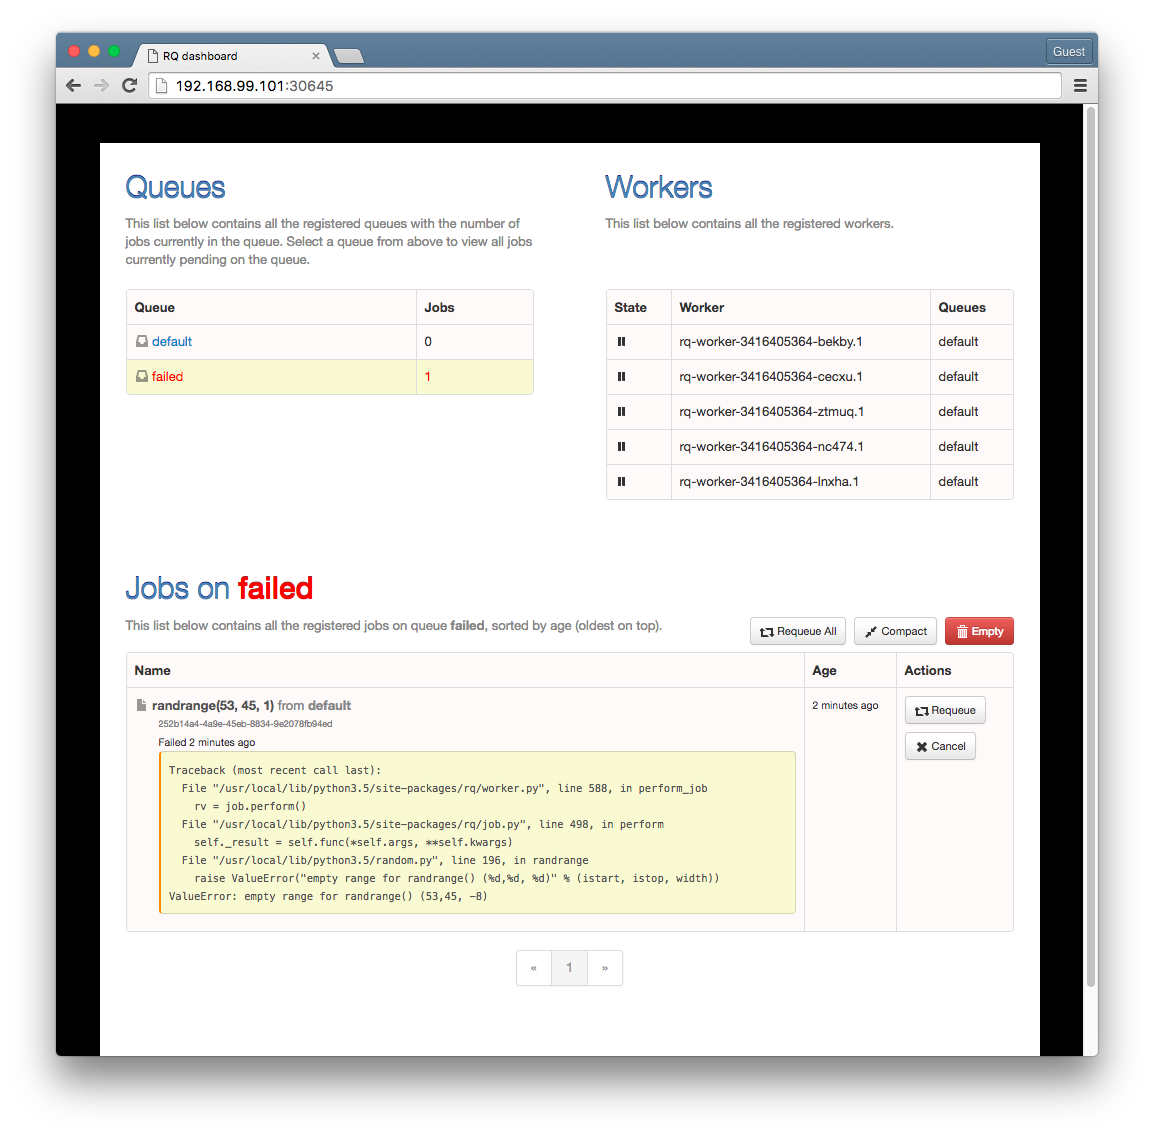 RQ dashboard
Guest
192.168.99.101:30645
Queues
This list below contains all the registered queues with the number of
jobs currently in the queue. Select a queue from above to view all jobs
currently pending on the queue.
Queue Jobs
default 0
failed 1
Workers
This list below contains all the registered workers.
State Worker Queues
rq-worker-3416405364-bekby.1 default
rq-worker-3416405364-cecxu.1 default
rq-worker-3416405364-ztmuq.1 default
rq-worker-3416405364-nc474.1 default
rq-worker-3416405364-lnxha.1 default
Jobs on failed
This list below contains all the registered jobs on queue failed, sorted by age (oldest on top).
Requeue All Compact Empty
Name Age Actions
randrange(53, 45, 1) from default 2 minutes ago Requeue
252b14a4-4a9e-45eb-8834-9e2078fb94ed
Failed 2 minutes ago Cancel
Traceback (most recent call last):
File "/usr/local/lib/python3.5/site-packages/rq/worker.py", line 588, in perform_job
rv = job.perform()
File "/usr/local/lib/python3.5/site-packages/rq/job.py", line 498, in perform
self._result = self.func(*self.args, **self.kwargs)
File "/usr/local/lib/python3.5/random.py", line 196, in randrange
raise ValueError("empty range for randrange() (%d,%d, %d)" % (istart, istop, width))
ValueError: empty range for randrange() (53,45, -8)
« 1 »